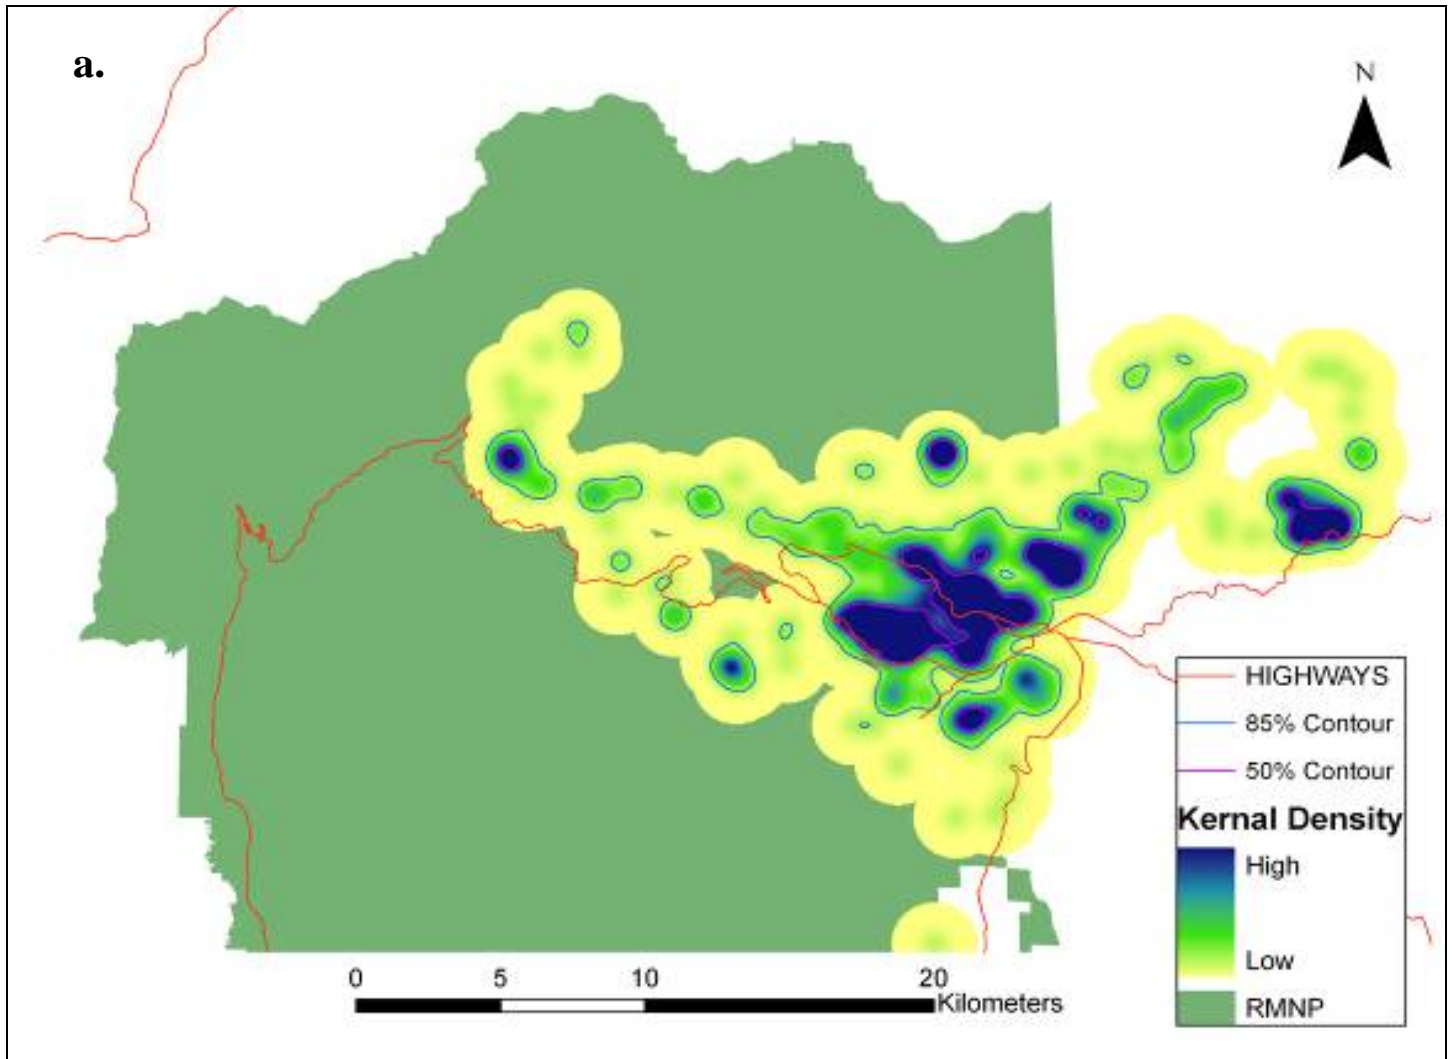 a.
N
HIGHWAYS
85% Contour
50% Contour
Kernal Density
High
Low
RMNP
0 5 10 20
Kilometers